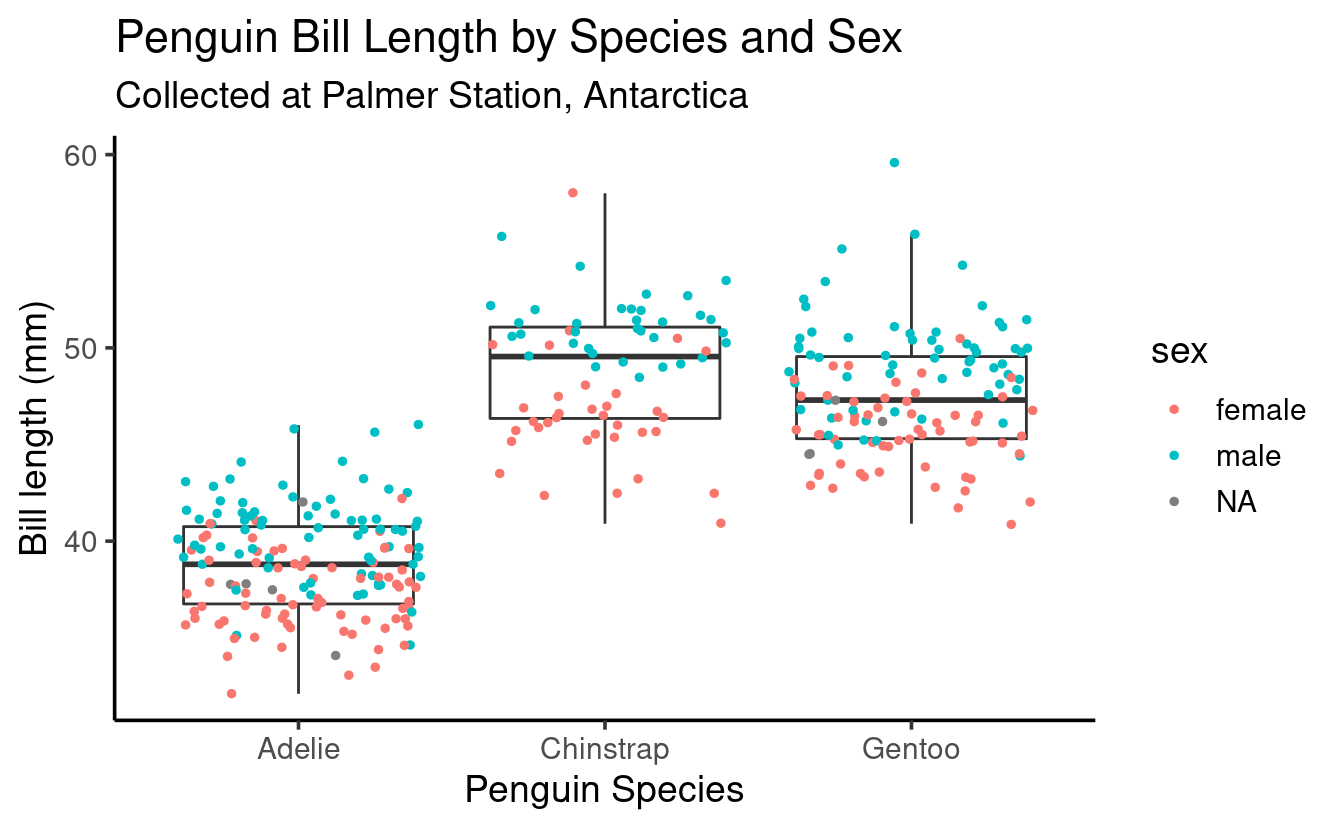 Penguin Bill Length by Species and Sex
Collected at Palmer Station, Antarctica
Bill length (mm)
60
50
40
Adelie
Chinstrap
Gentoo
Penguin Species
sex
female
male
NA